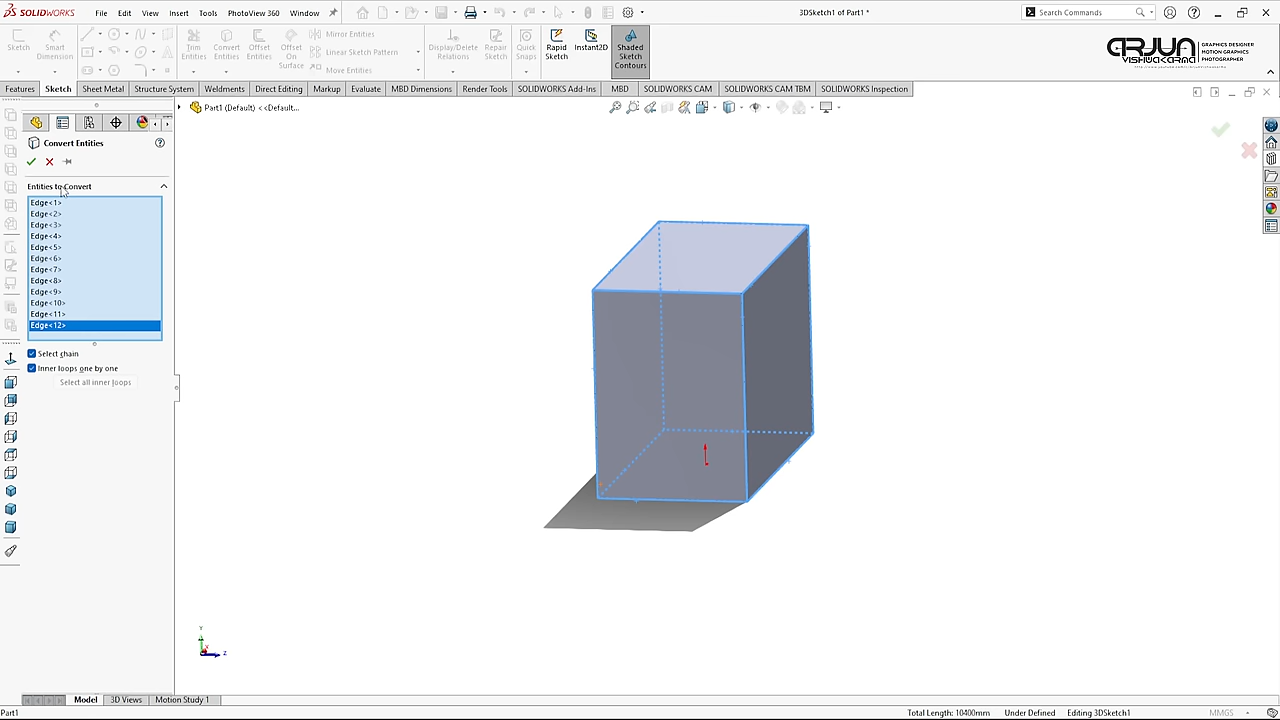 SOLIDWORKS File Edit View Insert Tools PhotoView 360 Window 3DSketch1 of Part1 * Search Commands
Sketch Smart Dimension Trim Entities Convert Entities Offset Entities Offset On Surface Mirror Entities Linear Sketch Pattern Move Entities Display/Delete Relations Repair Sketch Quick Snaps Rapid Sketch Instant2D Shaded Sketch Contours
ARJUN VISHWAKARMA GRAPHICS DESIGNER MOTION GRAPHICS PHOTOGRAPHER
Features Sketch Sheet Metal Structure System Weldments Direct Editing Markup Evaluate MBD Dimensions Render Tools SOLIDWORKS Add-Ins MBD SOLIDWORKS CAM SOLIDWORKS CAM TBM SOLIDWORKS Inspection
Part1 (Default) <<Default...
Convert Entities
Entities to Convert
Edge<1>
Edge<2>
Edge<3>
Edge<4>
Edge<5>
Edge<6>
Edge<7>
Edge<8>
Edge<9>
Edge<10>
Edge<11>
Edge<12>
Select chain
Inner loops one by one
Select all inner loops
Y
Z
Model 3D Views Motion Study 1
Part1 Total Length: 10400mm Under Defined Editing 3DSketch1 MMGS